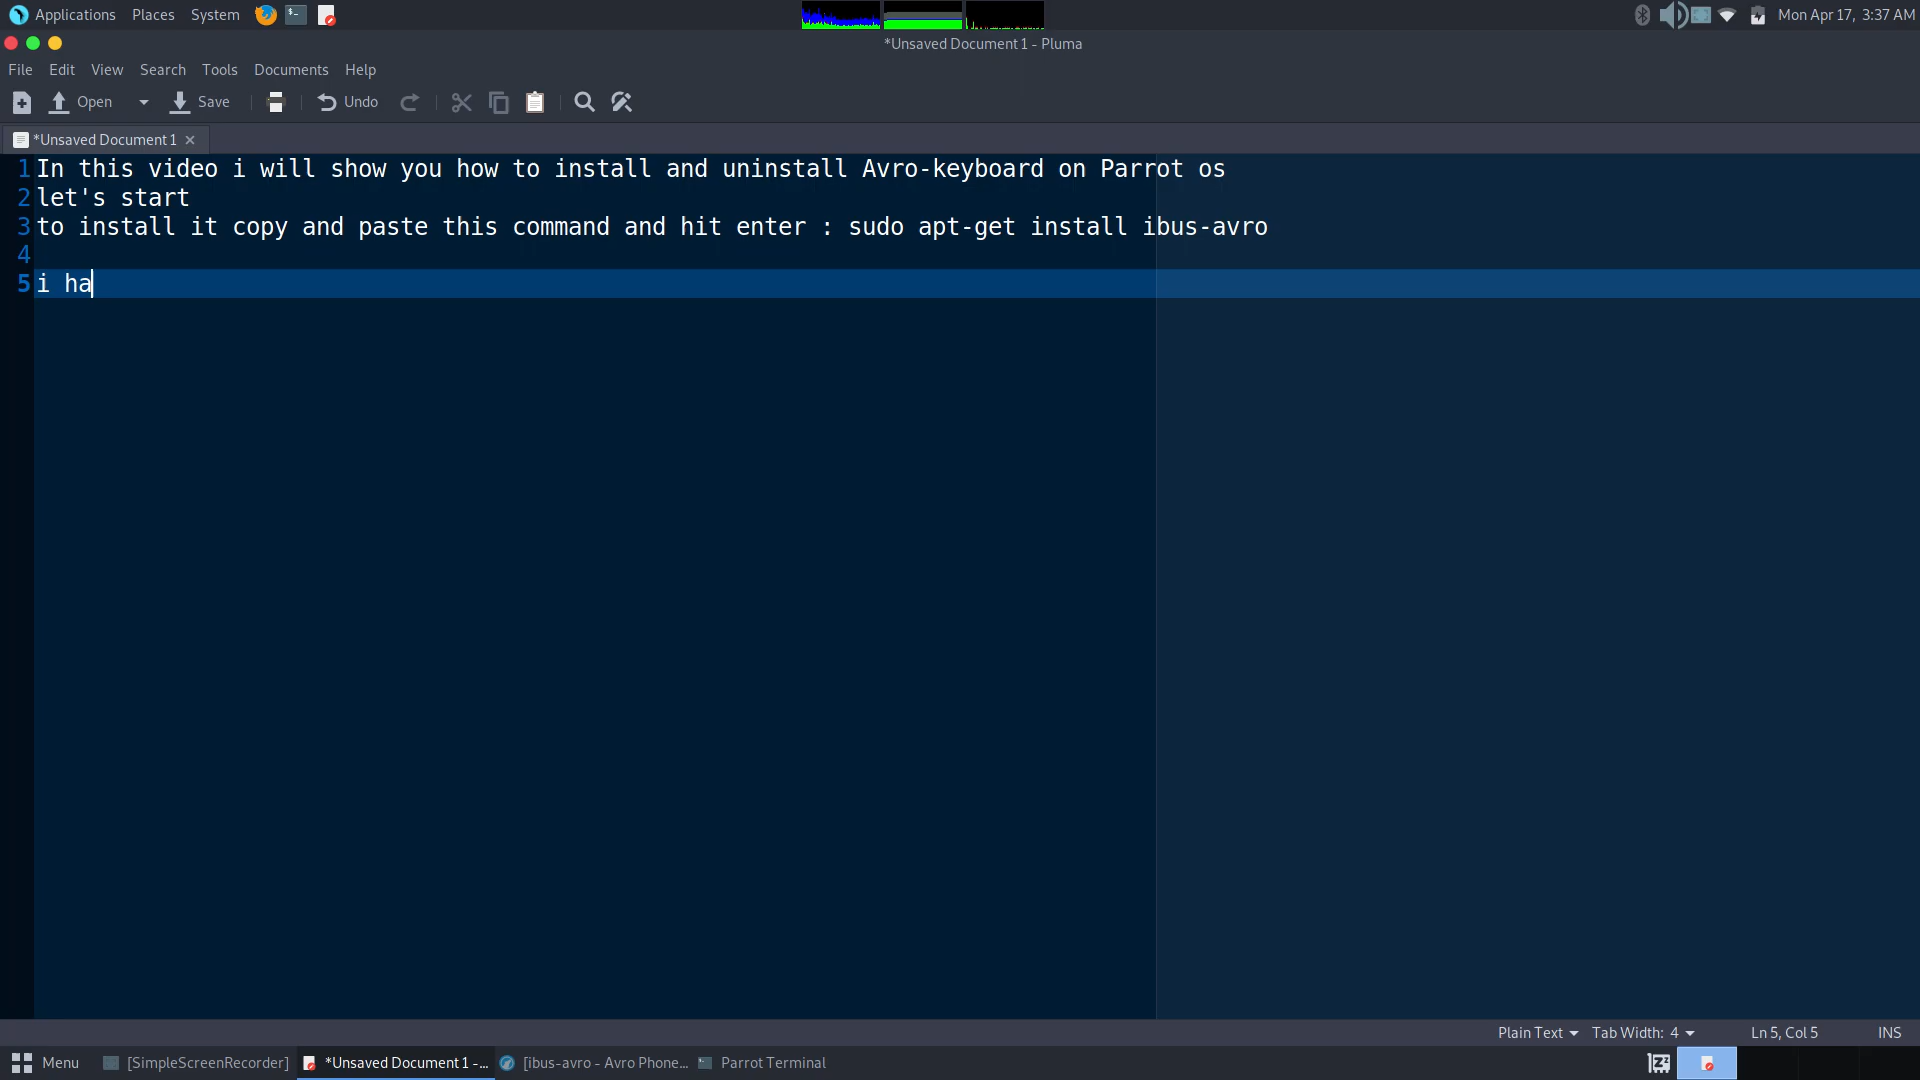 Applications Places System Mon Apr 17, 3:37 AM
*Unsaved Document 1 - Pluma
File Edit View Search Tools Documents Help
Open Save Undo
*Unsaved Document 1
1 In this video i will show you how to install and uninstall Avro-keyboard on Parrot os
2 let's start
3 to install it copy and paste this command and hit enter : sudo apt-get install ibus-avro
4
5 i ha
Plain Text Tab Width: 4 Ln 5, Col 5 INS
Menu [SimpleScreenRecorder] *Unsaved Document 1 -... [ibus-avro - Avro Phone... Parrot Terminal